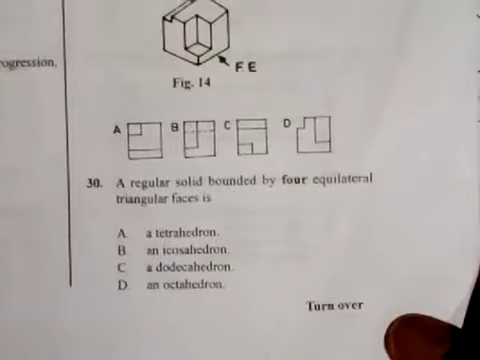 rogression,
F.E
Fig. 14
A B C D
30. A regular solid bounded by four equilateral
triangular faces is
A a tetrahedron.
B an icosahedron.
C a dodecahedron.
D an octahedron.
Turn over